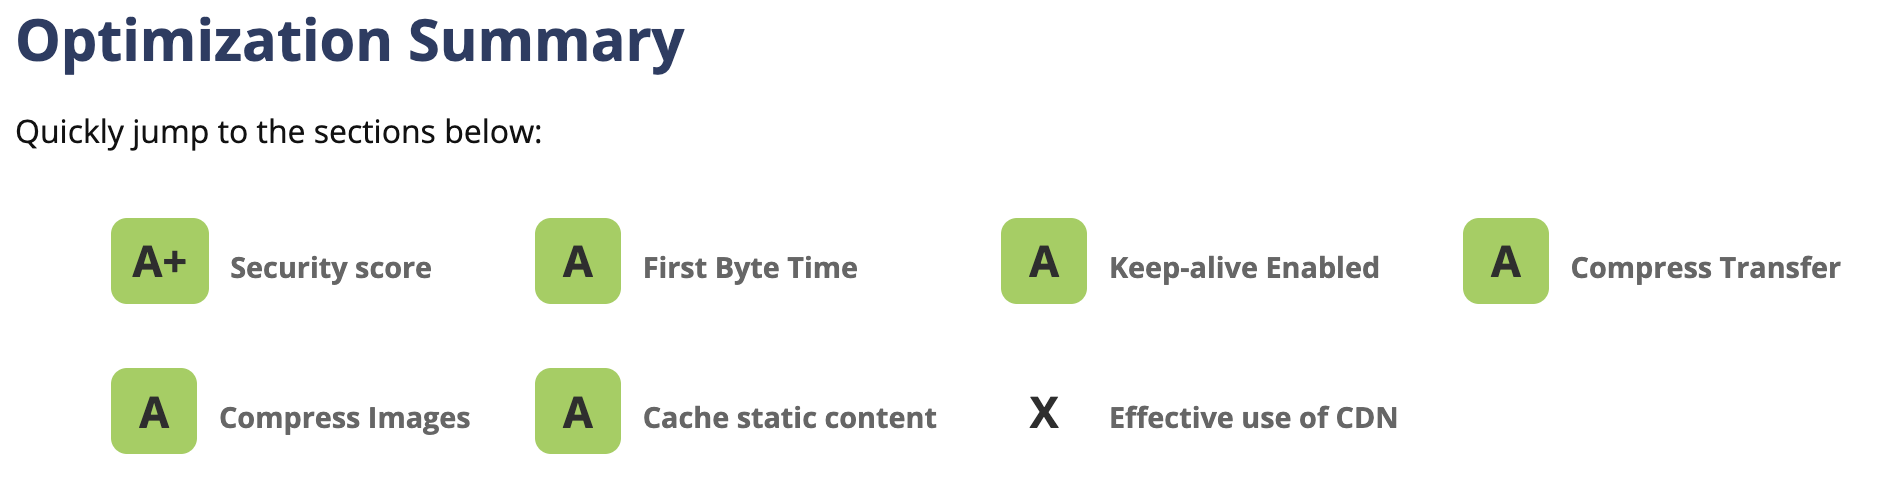 Optimization Summary
Quickly jump to the sections below:
A+ Security score A First Byte Time A Keep-alive Enabled A Compress Transfer
A Compress Images A Cache static content X Effective use of CDN